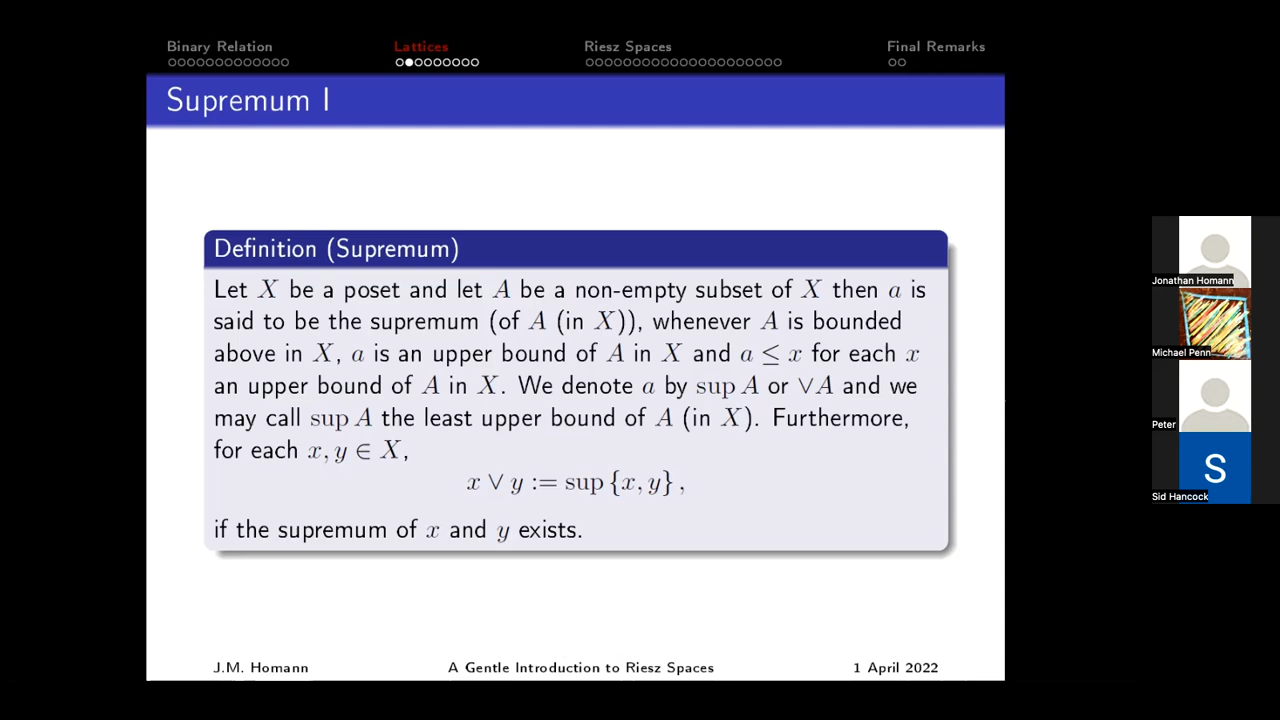 Binary Relation
Lattices
Riesz Spaces
Final Remarks
Supremum I
Definition (Supremum)
Let X be a poset and let A be a non-empty subset of X then a is
said to be the supremum (of A (in X)), whenever A is bounded
above in X, a is an upper bound of A in X and a ≤ x for each x
an upper bound of A in X. We denote a by sup A or ∨A and we
may call sup A the least upper bound of A (in X). Furthermore,
for each x, y ∈ X,
x ∨ y := sup {x, y} ,
if the supremum of x and y exists.
J.M. Homann
A Gentle Introduction to Riesz Spaces
1 April 2022
Jonathan Homann
Michael Penn
Peter
S
Sid Hancock